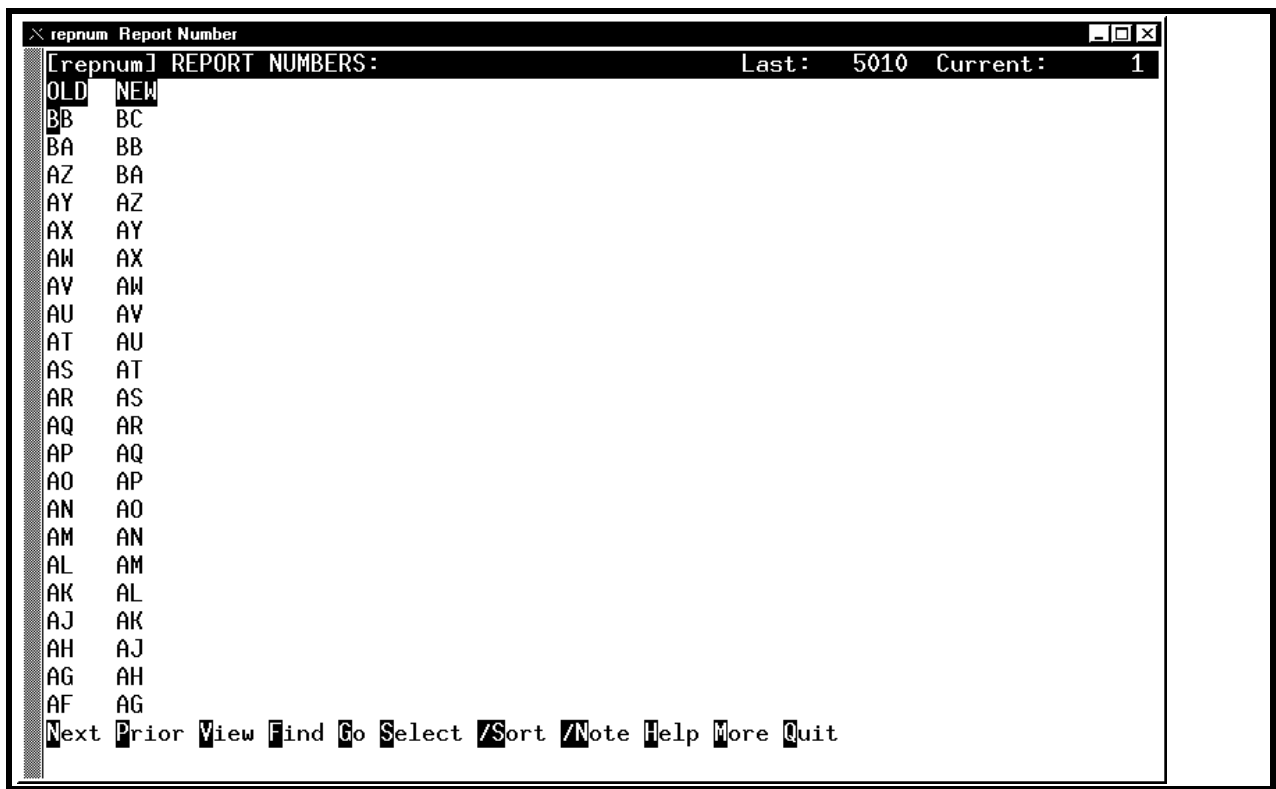 repnum Report Number
[repnum] REPORT NUMBERS: Last: 5010 Current: 1
OLD NEW
BB BC
BA BB
AZ BA
AY AZ
AX AY
AW AX
AV AW
AU AV
AT AU
AS AT
AR AS
AQ AR
AP AQ
AO AP
AN AO
AM AN
AL AM
AK AL
AJ AK
AH AJ
AG AH
AF AG
Next Prior View Find Go Select /Sort /Note Help More Quit